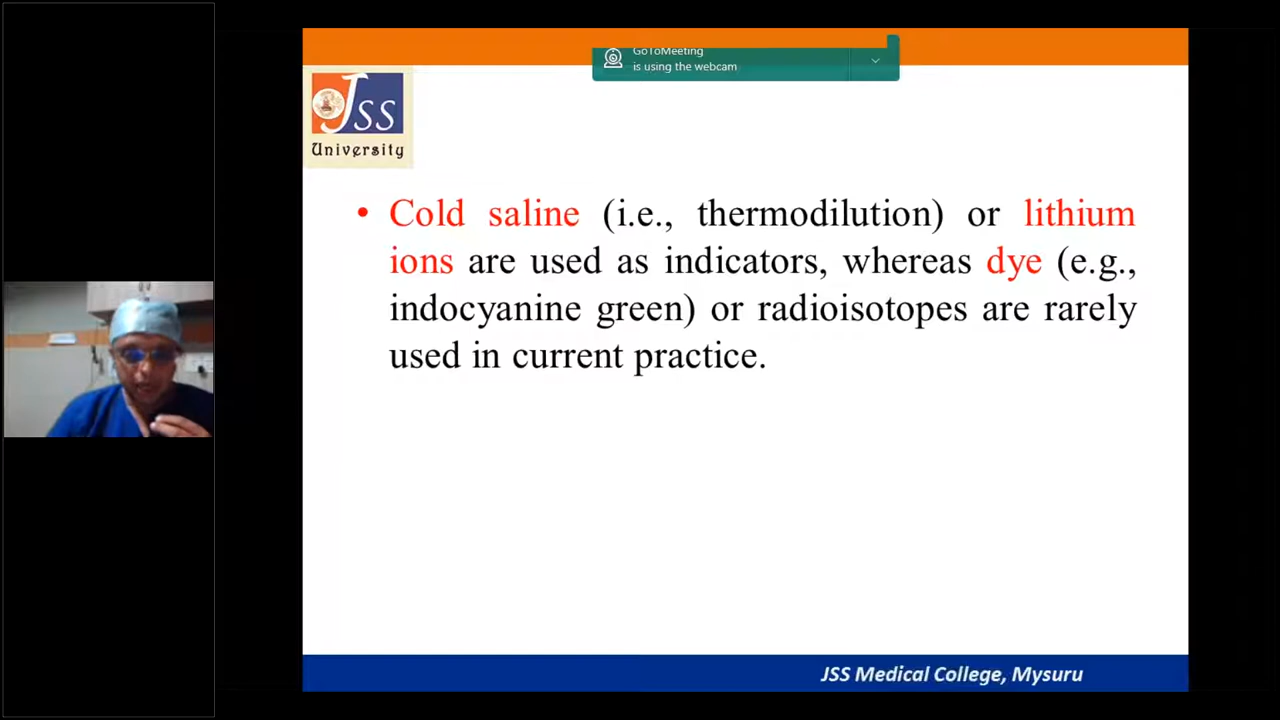 GoToMeeting
is using the webcam
JSS
University
• Cold saline (i.e., thermodilution) or lithium
ions are used as indicators, whereas dye (e.g.,
indocyanine green) or radioisotopes are rarely
used in current practice.
JSS Medical College, Mysuru